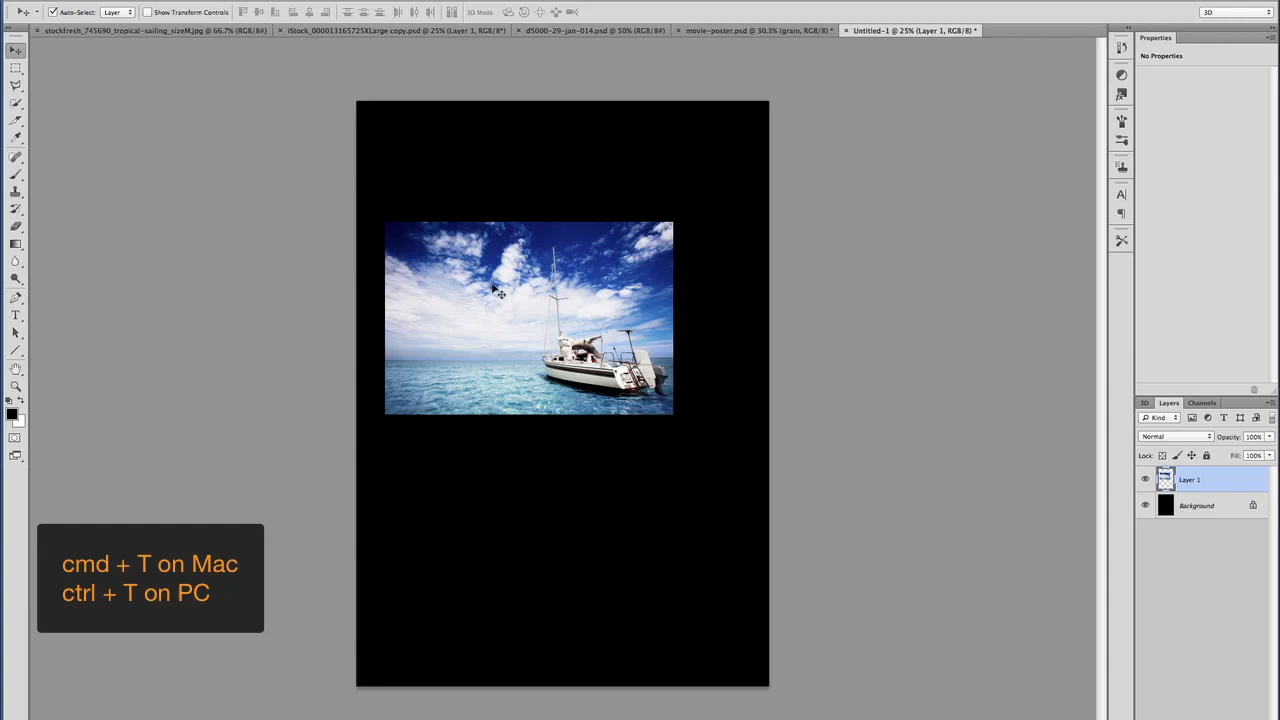 Auto-Select: Layer Show Transform Controls 3D Mode: 3D
stockfresh_745690_tropical-sailing_sizeM.jpg @ 66.7% (RGB/8#) iStock_000013165725XLarge copy.psd @ 25% (Layer 1, RGB/8*) d5000-29-jan-014.psd @ 50% (RGB/8#) movie-poster.psd @ 30.3% (grain, RGB/8) * Untitled-1 @ 25% (Layer 1, RGB/8) *
Properties
No Properties
3D Layers Channels
Kind
Normal Opacity: 100%
Lock: Fill: 100%
Layer 1
Background
cmd + T on Mac
ctrl + T on PC